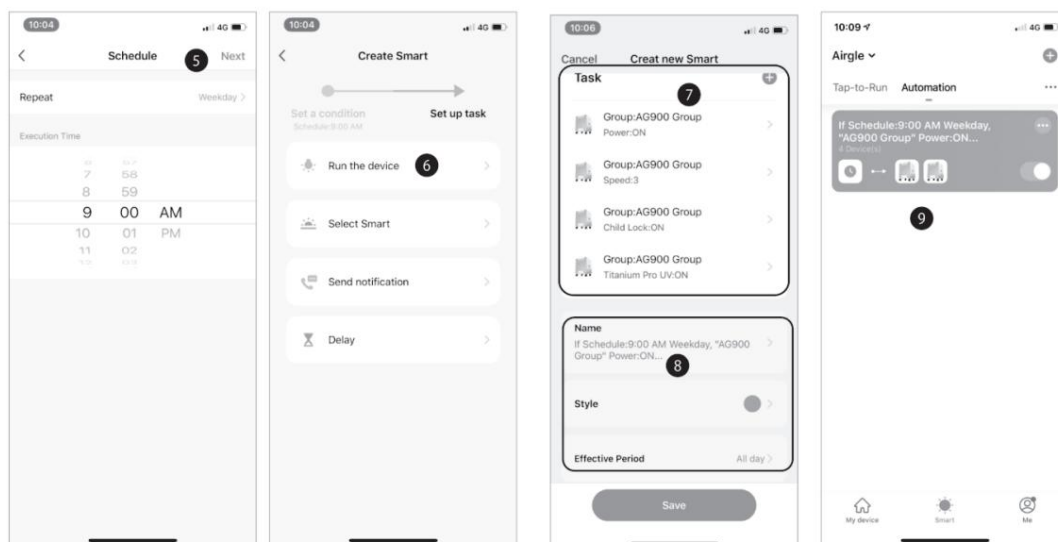 10:04
4G
Schedule
5
Next
Repeat
Weekday
Execution Time
6 57
7 58
8 59
9 00 AM
10 01 PM
11 02
12 03
10:04
4G
Create Smart
Set a condition
Schedule:9:00 AM
Set up task
Run the device
6
Select Smart
Send notification
Delay
10:06
4G
Cancel
Creat new Smart
Task
7
Group:AG900 Group
Power:ON
Group:AG900 Group
Speed:3
Group:AG900 Group
Child Lock:ON
Group:AG900 Group
Titanium Pro UV:ON
Name
If Schedule:9:00 AM Weekday, "AG900
Group" Power:ON...
8
Style
Effective Period
All day
Save
10:09
4G
Airgle
Tap-to-Run
Automation
If Schedule:9:00 AM Weekday,
"AG900 Group" Power:ON...
4 Device(s)
9
My device
Smart
Me